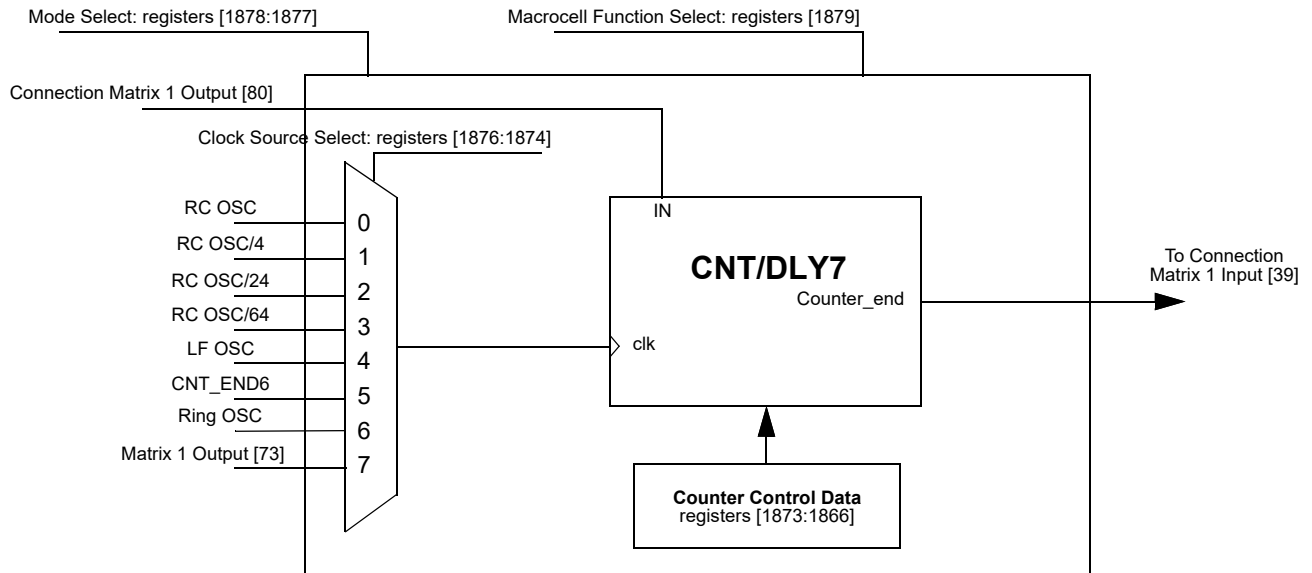 Mode Select: registers [1878:1877]
Macrocell Function Select: registers [1879]
Connection Matrix 1 Output [80]
Clock Source Select: registers [1876:1874]
RC OSC
0
RC OSC/4
1
RC OSC/24
2
RC OSC/64
3
LF OSC
4
CNT_END6
5
Ring OSC
6
Matrix 1 Output [73]
7
IN
CNT/DLY7
Counter_end
clk
To Connection
Matrix 1 Input [39]
Counter Control Data
registers [1873:1866]